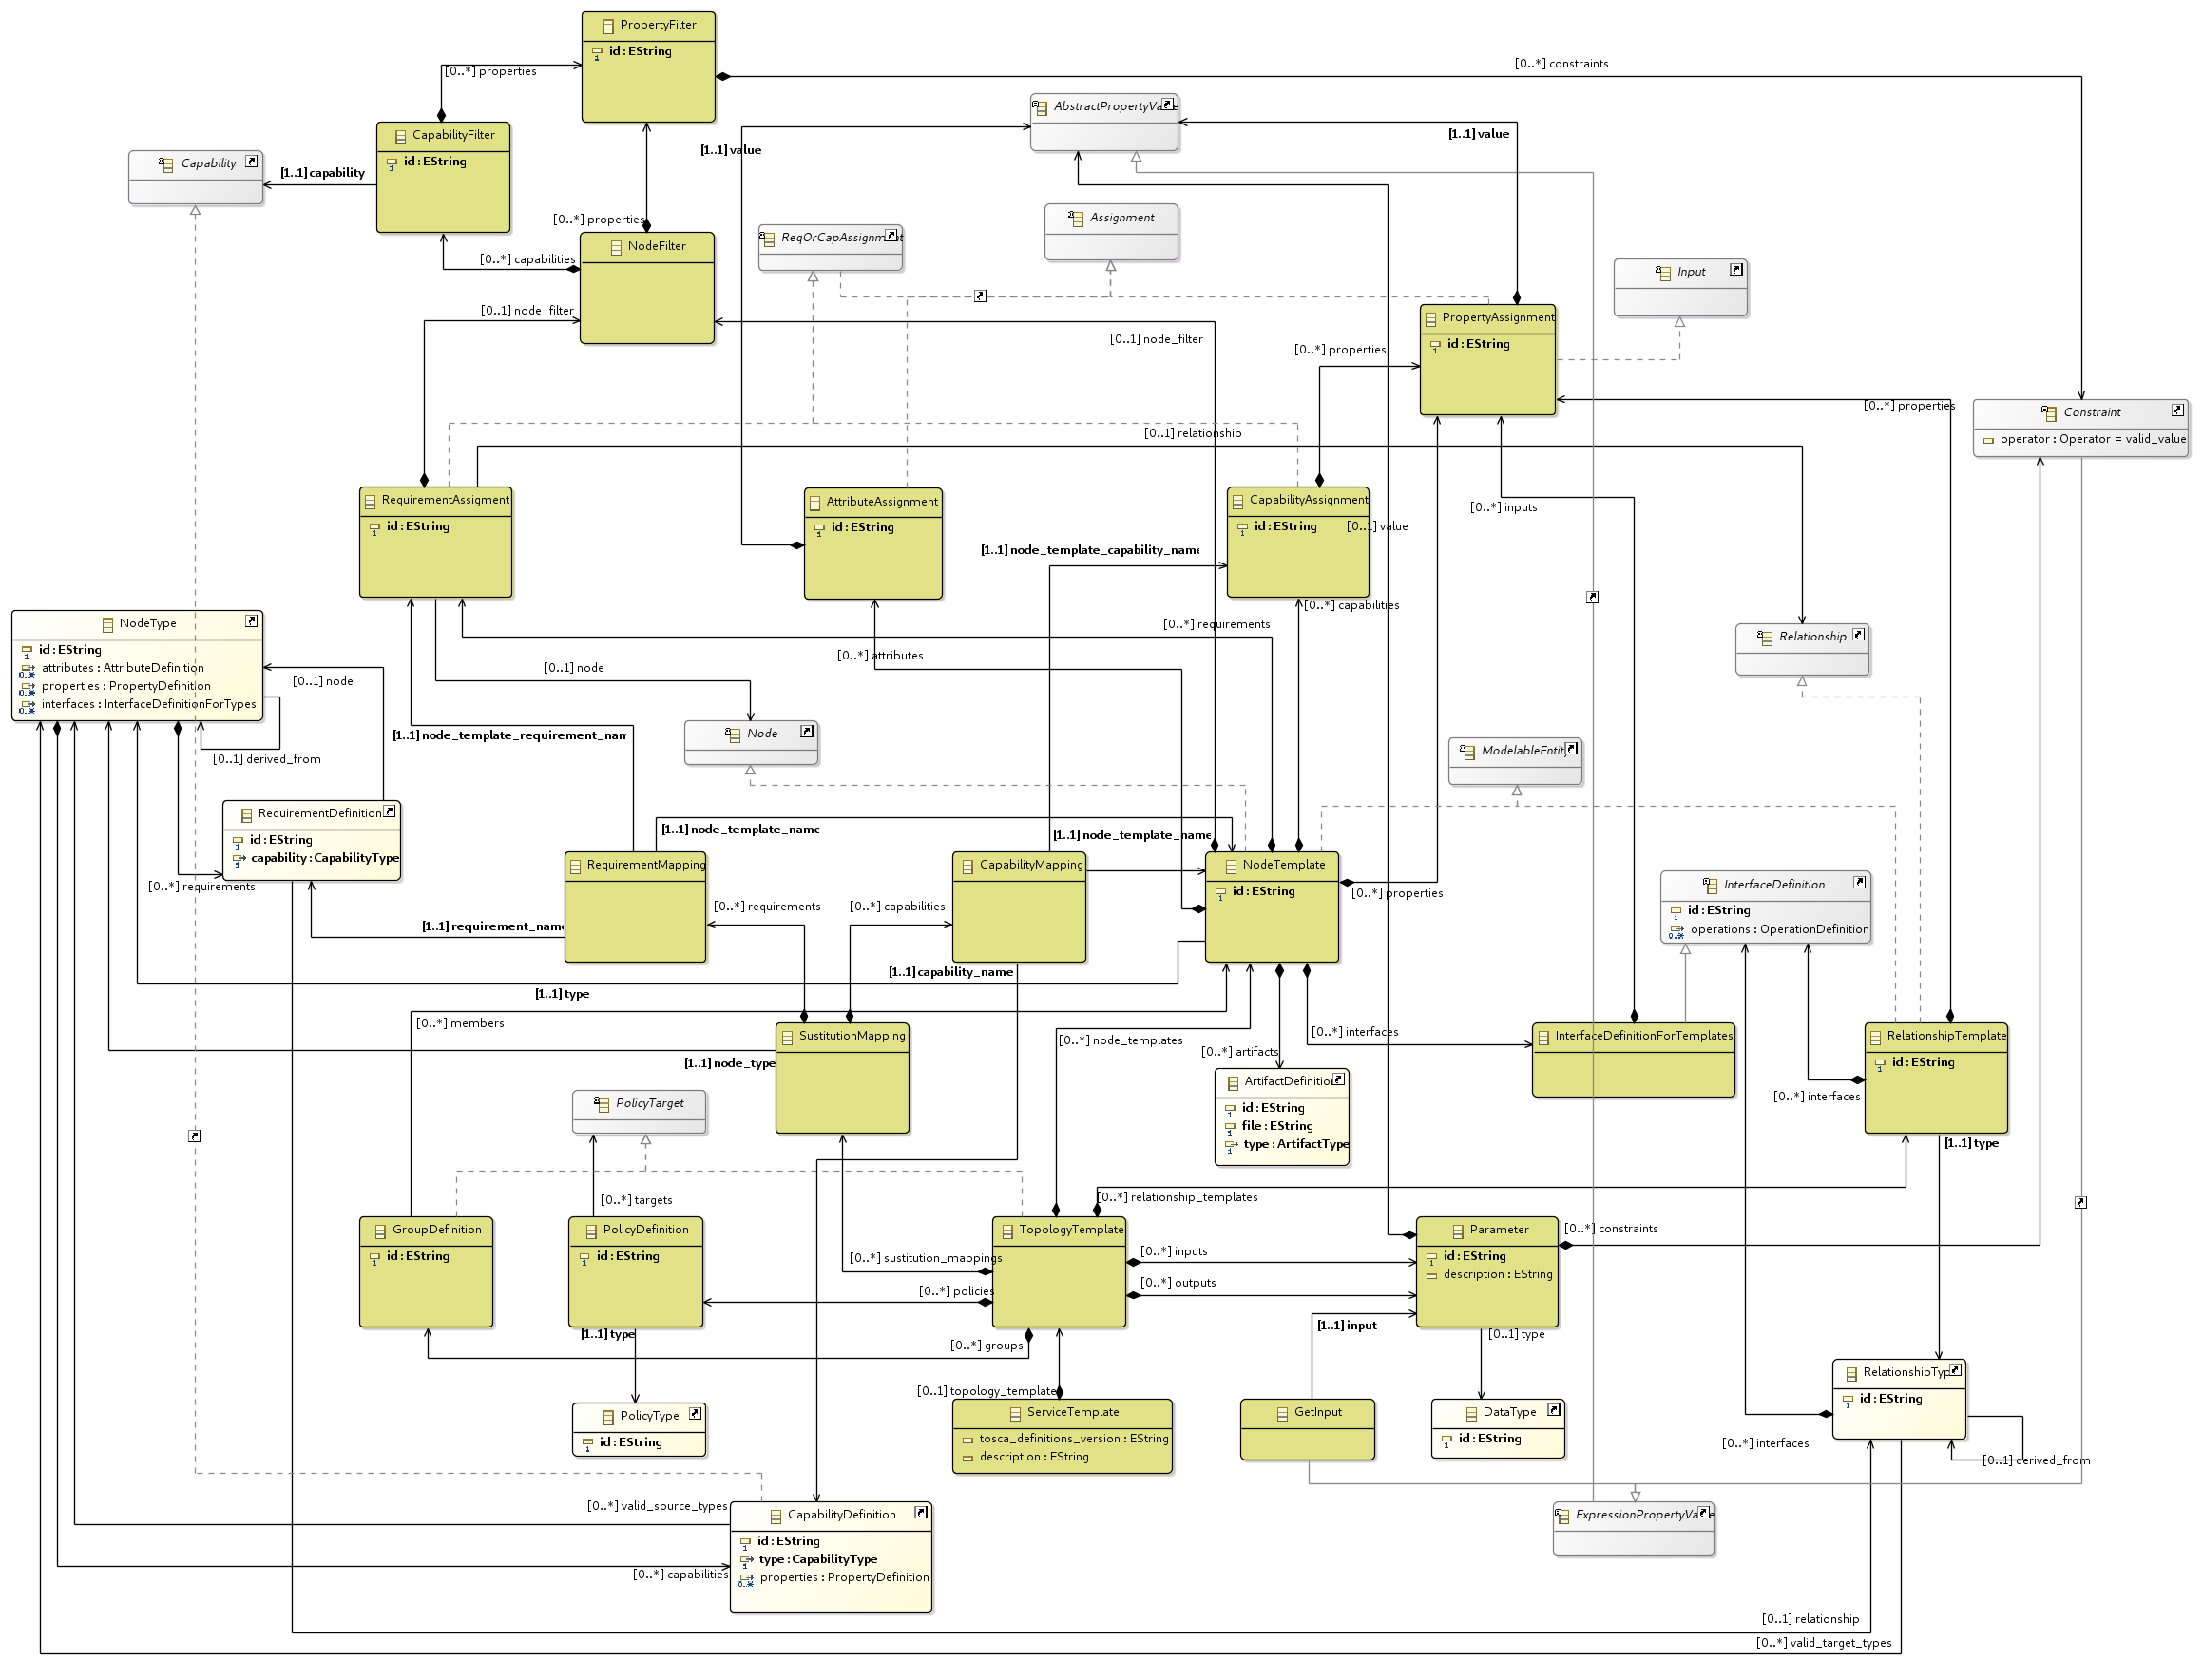 PropertyFilter
id : EString
[0..*] properties
[0..*] constraints
AbstractPropertyVa
CapabilityFilter
id : EString
[1..1] value
[1..1] value
Capability
[1..1] capability
[0..*] properties
NodeFilter
[0..*] capabilities
ReqOrCapAssignm
Assignment
Input
[0..1] node_filter
[0..1] node_filter
PropertyAssignment
id : EString
[0..*] properties
[0..*] properties
Constraint
operator : Operator = valid_value
[0..1] relationship
RequirementAssigment
id : EString
AttributeAssignment
id : EString
CapabilityAssignment
id : EString
[0..1] value
[0..*] inputs
[1..1] node_template_capability_name
[0..*] capabilities
NodeType
id : EString
attributes : AttributeDefinition
properties : PropertyDefinition
interfaces : InterfaceDefinitionForTypes
[0..*] requirements
Relationship
[0..*] attributes
[0..1] node
[0..1] node
[1..1] node_template_requirement_nam
Node
ModelableEntit
[0..1] derived_from
RequirementDefinition
id : EString
capability : CapabilityType
[1..1] node_template_name
[1..1] node_template_name
RequirementMapping
CapabilityMapping
NodeTemplate
id : EString
[0..*] requirements
[0..*] properties
InterfaceDefinition
id : EString
operations : OperationDefinition
[0..*] requirements
[0..*] capabilities
[1..1] requirement_name
[1..1] capability_name
[1..1] type
[0..*] members
SustitutionMapping
[0..*] node_templates
[0..*] interfaces
InterfaceDefinitionForTemplates
RelationshipTemplate
id : EString
[0..*] artifacts
[1..1] node_type
ArtifactDefinition
id : EString
file : EString
type : ArtifactType
[0..*] interfaces
PolicyTarget
[1..1] type
[0..*] targets
[0..*] relationship_templates
GroupDefinition
id : EString
PolicyDefinition
id : EString
TopologyTemplate
Parameter
id : EString
description : EString
[0..*] constraints
[0..*] sustitution_mappings
[0..*] inputs
[0..*] policies
[0..*] outputs
[1..1] type
[0..*] groups
[1..1] input
[0..1] type
[0..1] topology_template
PolicyType
id : EString
ServiceTemplate
tosca_definitions_version : EString
description : EString
GetInput
DataType
id : EString
RelationshipTyp
id : EString
[0..*] interfaces
[0..1] derived_from
[0..*] valid_source_types
CapabilityDefinition
id : EString
type : CapabilityType
properties : PropertyDefinition
ExpressionPropertyVa
[0..*] capabilities
[0..1] relationship
[0..*] valid_target_types